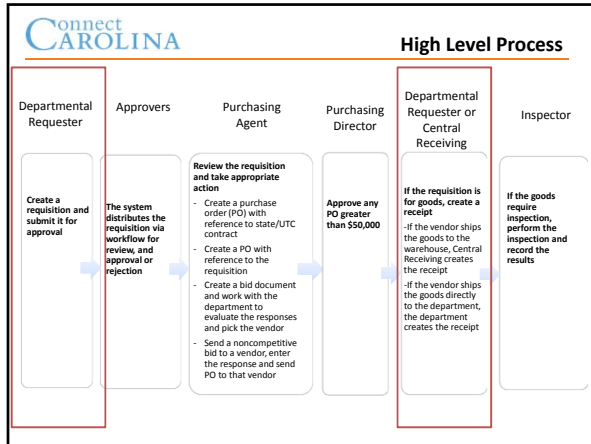 Connect
CAROLINA
High Level Process
Departmental
Requester
Approvers
Purchasing
Agent
Purchasing
Director
Departmental
Requester or
Central
Receiving
Inspector
Create a
requisition and
submit it for
approval
The system
distributes the
requisition via
workflow for
review, and
approval or
rejection
Review the requisition
and take appropriate
action
- Create a purchase
order (PO) with
reference to state/UTC
contract
- Create a PO with
reference to the
requisition
- Create a bid document
and work with the
department to
evaluate the responses
and pick the vendor
- Send a noncompetitive
bid to a vendor, enter
the response and send
PO to that vendor
Approve any
PO greater
than $50,000
If the requisition is
for goods, create a
receipt
-If the vendor ships
the goods to the
warehouse, Central
Receiving creates
the receipt
-If the vendor ships
the goods directly
to the department,
the department
creates the receipt
If the goods
require
inspection,
perform the
inspection and
record the
results